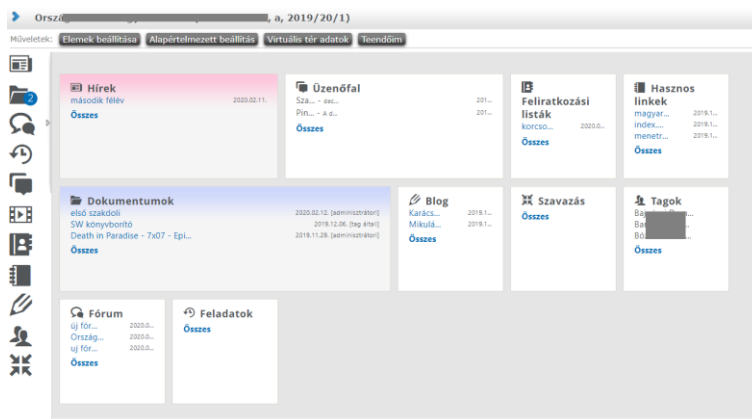 Orszá , a, 2019/20/1)
Műveletek: Elemek beállítása Alapértelmezett beállítás Virtuális tér adatok Teendőim
2
Hírek
második félév 2020.02.11.
Összes
Üzenőfal
Sza... - sac... 201...
Pin... - A d... 201...
Összes
Feliratkozási
listák
korcso... 2020.0...
Összes
Hasznos
linkek
magyar... 2019.1...
index.... 2019.1...
menetr... 2019.1...
Összes
Dokumentumok
első szakdoli 2020.02.12. [adminisztrátori]
SW könyvborító 2019.12.06. [tag által]
Death in Paradise - 7x07 - Epi... 2019.11.28. [adminisztrátori]
Összes
Blog
Karács... 2019.1...
Mikulá... 2019.1...
Összes
Szavazás
Összes
Tagok
Összes
Fórum
új fór... 2020.0...
Ország... 2020.0...
uj fór... 2020.0...
Összes
Feladatok
Összes